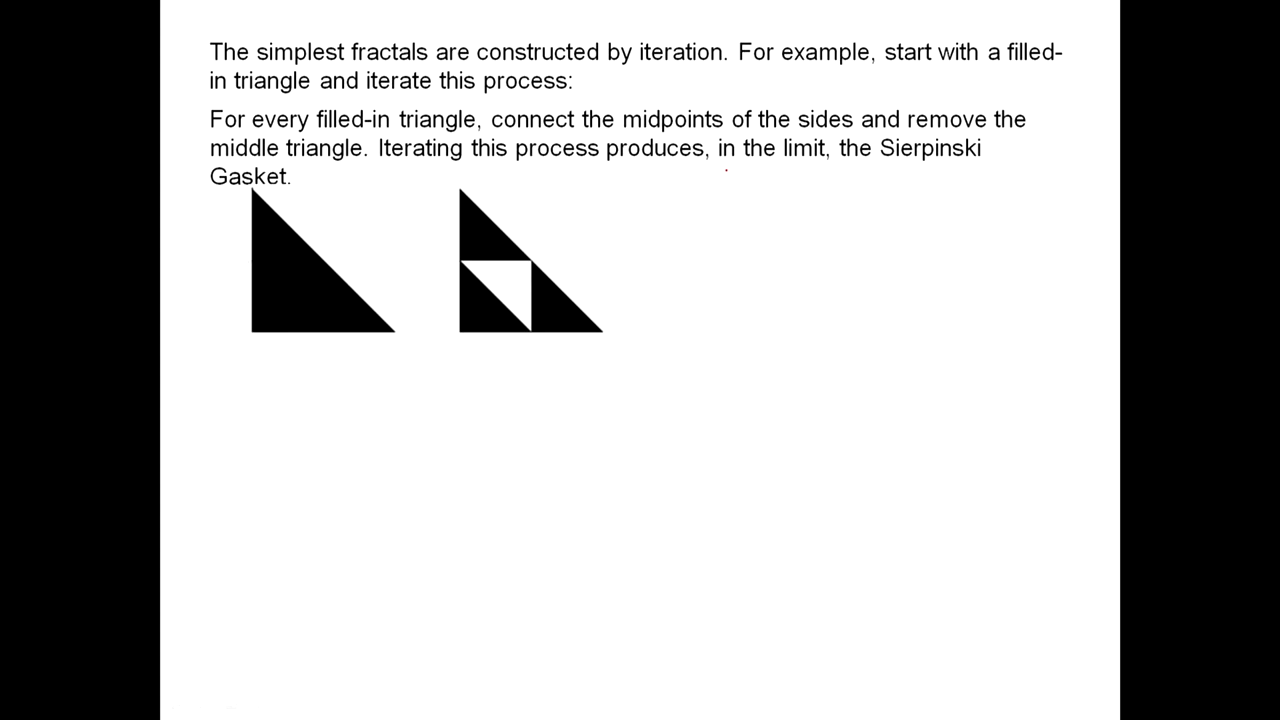 The simplest fractals are constructed by iteration. For example, start with a filled-
in triangle and iterate this process:
For every filled-in triangle, connect the midpoints of the sides and remove the
middle triangle. Iterating this process produces, in the limit, the Sierpinski
Gasket.